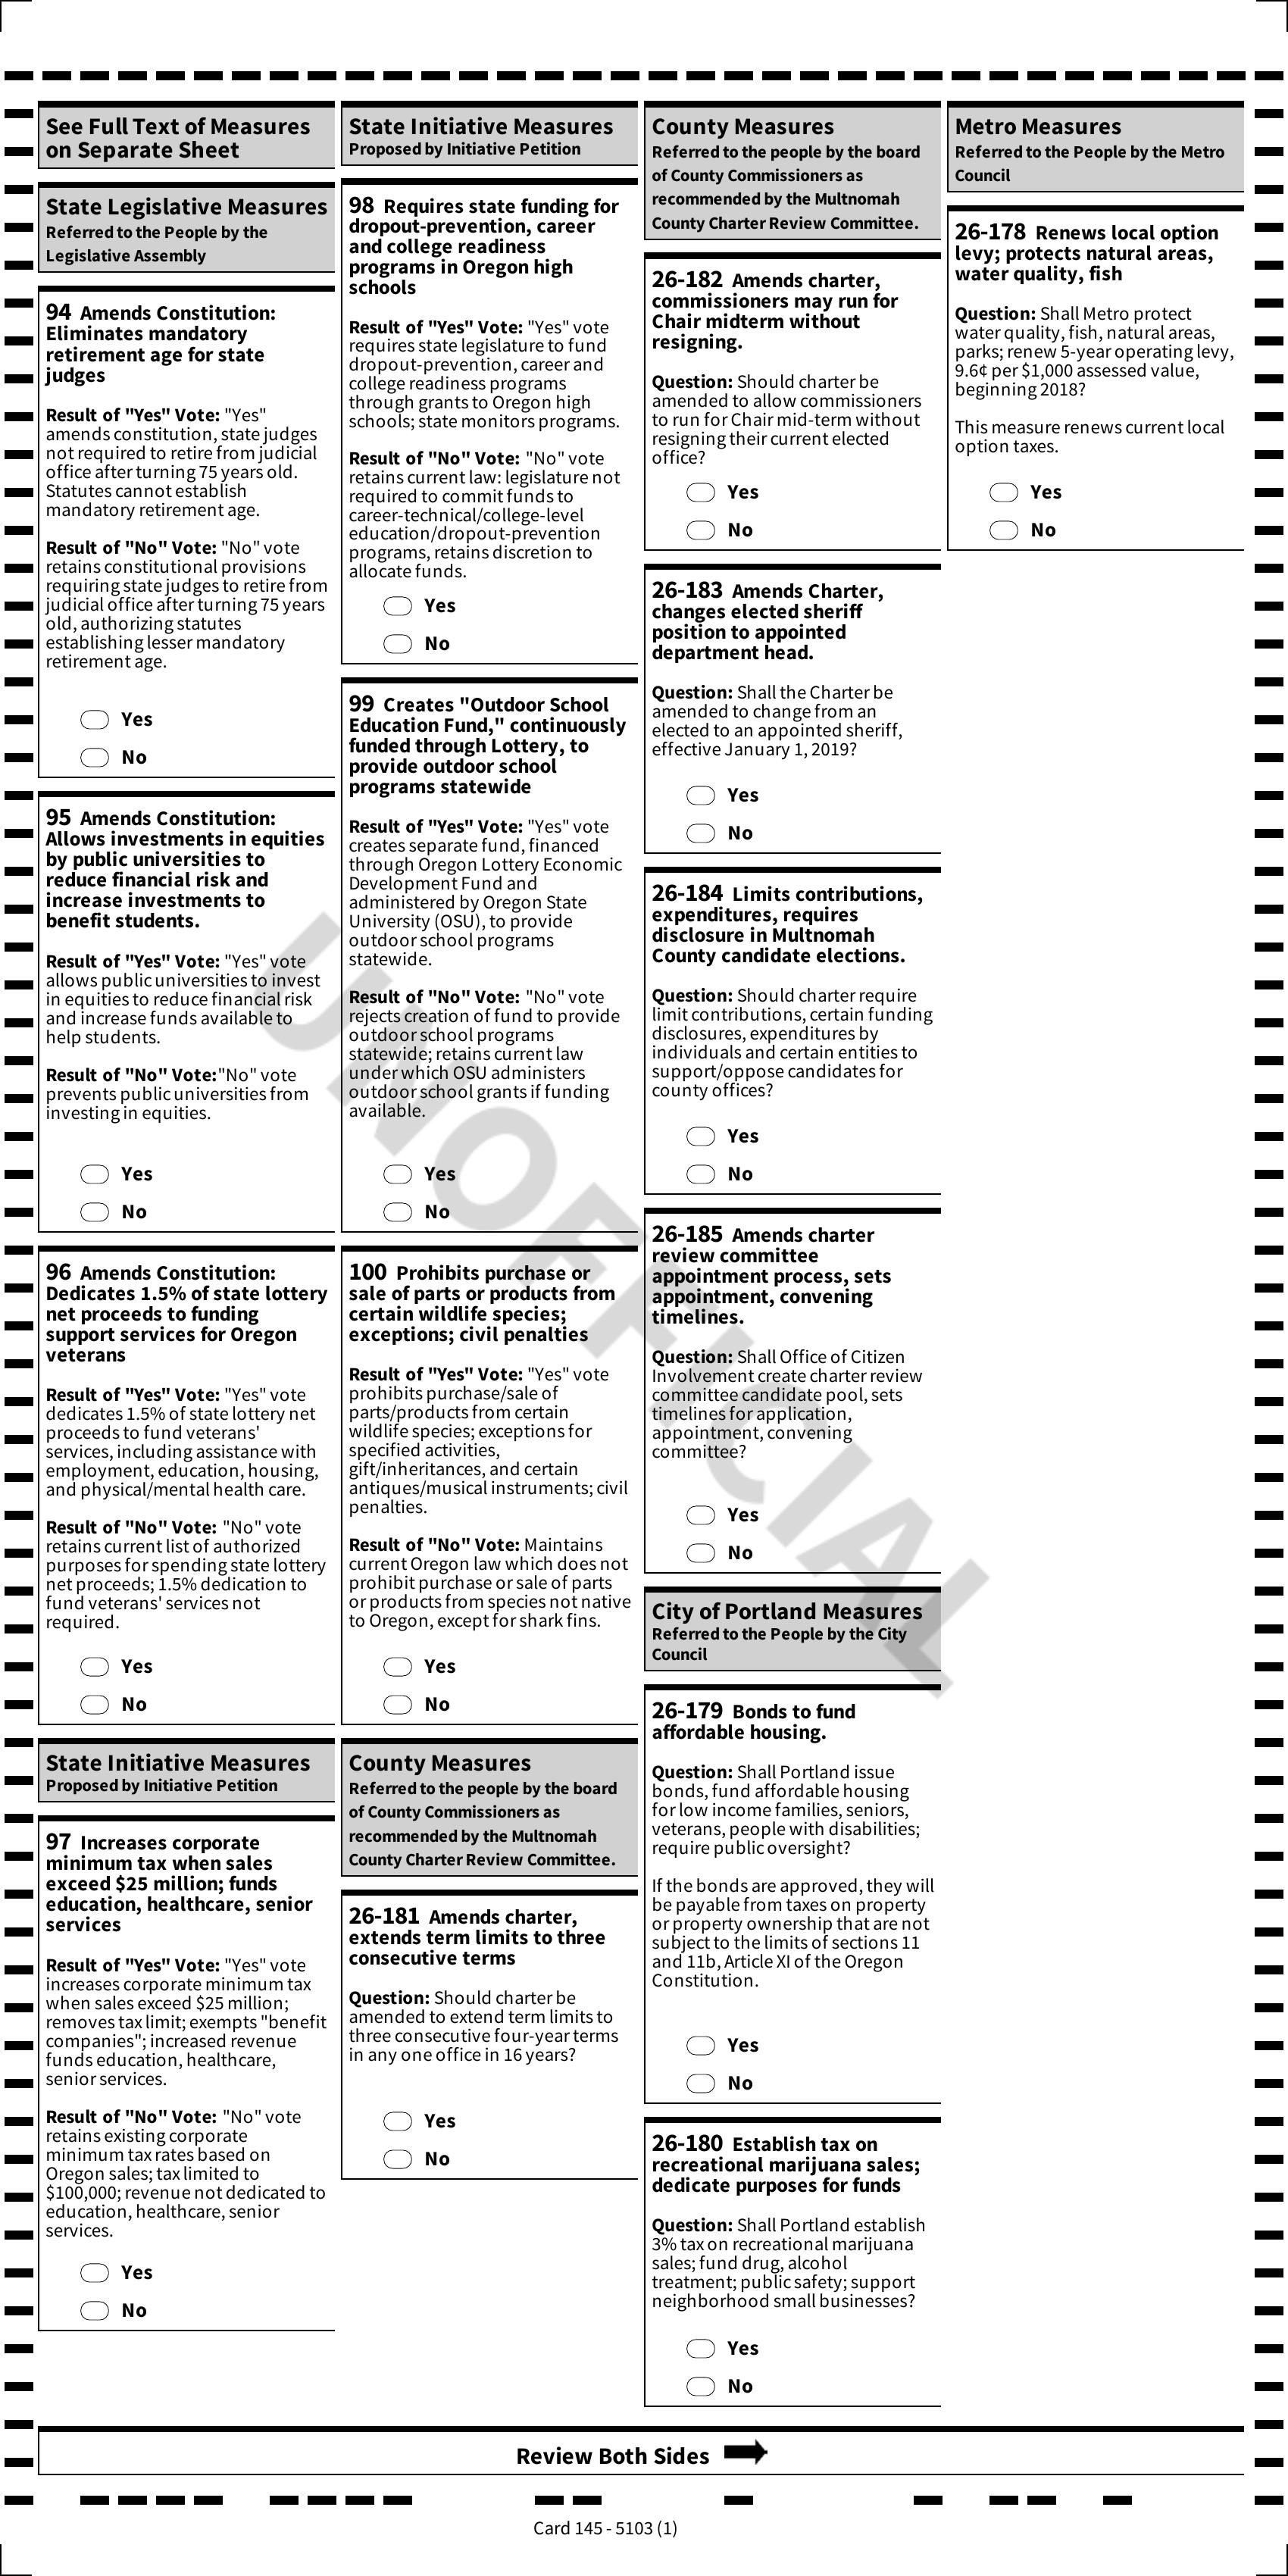 See Full Text of Measures
on Separate Sheet
State Legislative Measures
Referred to the People by the
Legislative Assembly
94 Amends Constitution:
Eliminates mandatory
retirement age for state
judges
Result of "Yes" Vote: "Yes"
amends constitution, state judges
not required to retire from judicial
office after turning 75 years old.
Statutes cannot establish
mandatory retirement age.
Result of "No" Vote: "No" vote
retains constitutional provisions
requiring state judges to retire from
judicial office after turning 75 years
old, authorizing statutes
establishing lesser mandatory
retirement age.
Yes
No
95 Amends Constitution:
Allows investments in equities
by public universities to
reduce financial risk and
increase investments to
benefit students.
Result of "Yes" Vote: "Yes" vote
allows public universities to invest
in equities to reduce financial risk
and increase funds available to
help students.
Result of "No" Vote:"No" vote
prevents public universities from
investing in equities.
Yes
No
96 Amends Constitution:
Dedicates 1.5% of state lottery
net proceeds to funding
support services for Oregon
veterans
Result of "Yes" Vote: "Yes" vote
dedicates 1.5% of state lottery net
proceeds to fund veterans'
services, including assistance with
employment, education, housing,
and physical/mental health care.
Result of "No" Vote: "No" vote
retains current list of authorized
purposes for spending state lottery
net proceeds; 1.5% dedication to
fund veterans' services not
required.
Yes
No
State Initiative Measures
Proposed by Initiative Petition
97 Increases corporate
minimum tax when sales
exceed $25 million; funds
education, healthcare, senior
services
Result of "Yes" Vote: "Yes" vote
increases corporate minimum tax
when sales exceed $25 million;
removes tax limit; exempts "benefit
companies"; increased revenue
funds education, healthcare,
senior services.
Result of "No" Vote: "No" vote
retains existing corporate
minimum tax rates based on
Oregon sales; tax limited to
$100,000; revenue not dedicated to
education, healthcare, senior
services.
Yes
No
State Initiative Measures
Proposed by Initiative Petition
98 Requires state funding for
dropout-prevention, career
and college readiness
programs in Oregon high
schools
Result of "Yes" Vote: "Yes" vote
requires state legislature to fund
dropout-prevention, career and
college readiness programs
through grants to Oregon high
schools; state monitors programs.
Result of "No" Vote: "No" vote
retains current law: legislature not
required to commit funds to
career-technical/college-level
education/dropout-prevention
programs, retains discretion to
allocate funds.
Yes
No
99 Creates "Outdoor School
Education Fund," continuously
funded through Lottery, to
provide outdoor school
programs statewide
Result of "Yes" Vote: "Yes" vote
creates separate fund, financed
through Oregon Lottery Economic
Development Fund and
administered by Oregon State
University (OSU), to provide
outdoor school programs
statewide.
Result of "No" Vote: "No" vote
rejects creation of fund to provide
outdoor school programs
statewide; retains current law
under which OSU administers
outdoor school grants if funding
available.
Yes
No
100 Prohibits purchase or
sale of parts or products from
certain wildlife species;
exceptions; civil penalties
Result of "Yes" Vote: "Yes" vote
prohibits purchase/sale of
parts/products from certain
wildlife species; exceptions for
specified activities,
gift/inheritances, and certain
antiques/musical instruments; civil
penalties.
Result of "No" Vote: Maintains
current Oregon law which does not
prohibit purchase or sale of parts
or products from species not native
to Oregon, except for shark fins.
Yes
No
County Measures
Referred to the people by the board
of County Commissioners as
recommended by the Multnomah
County Charter Review Committee.
26-181 Amends charter,
extends term limits to three
consecutive terms
Question: Should charter be
amended to extend term limits to
three consecutive four-year terms
in any one office in 16 years?
Yes
No
County Measures
Referred to the people by the board
of County Commissioners as
recommended by the Multnomah
County Charter Review Committee.
26-182 Amends charter,
commissioners may run for
Chair midterm without
resigning.
Question: Should charter be
amended to allow commissioners
to run for Chair mid-term without
resigning their current elected
office?
Yes
No
26-183 Amends Charter,
changes elected sheriff
position to appointed
department head.
Question: Shall the Charter be
amended to change from an
elected to an appointed sheriff,
effective January 1, 2019?
Yes
No
26-184 Limits contributions,
expenditures, requires
disclosure in Multnomah
County candidate elections.
Question: Should charter require
limit contributions, certain funding
disclosures, expenditures by
individuals and certain entities to
support/oppose candidates for
county offices?
Yes
No
26-185 Amends charter
review committee
appointment process, sets
appointment, convening
timelines.
Question: Shall Office of Citizen
Involvement create charter review
committee candidate pool, sets
timelines for application,
appointment, convening
committee?
Yes
No
City of Portland Measures
Referred to the People by the City
Council
26-179 Bonds to fund
affordable housing.
Question: Shall Portland issue
bonds, fund affordable housing
for low income families, seniors,
veterans, people with disabilities;
require public oversight?
If the bonds are approved, they will
be payable from taxes on property
or property ownership that are not
subject to the limits of sections 11
and 11b, Article XI of the Oregon
Constitution.
Yes
No
26-180 Establish tax on
recreational marijuana sales;
dedicate purposes for funds
Question: Shall Portland establish
3% tax on recreational marijuana
sales; fund drug, alcohol
treatment; public safety; support
neighborhood small businesses?
Yes
No
Metro Measures
Referred to the People by the Metro
Council
26-178 Renews local option
levy; protects natural areas,
water quality, fish
Question: Shall Metro protect
water quality, fish, natural areas,
parks; renew 5-year operating levy,
9.6¢ per $1,000 assessed value,
beginning 2018?
This measure renews current local
option taxes.
Yes
No
UNOFFICIAL
Review Both Sides
Card 145 - 5103 (1)